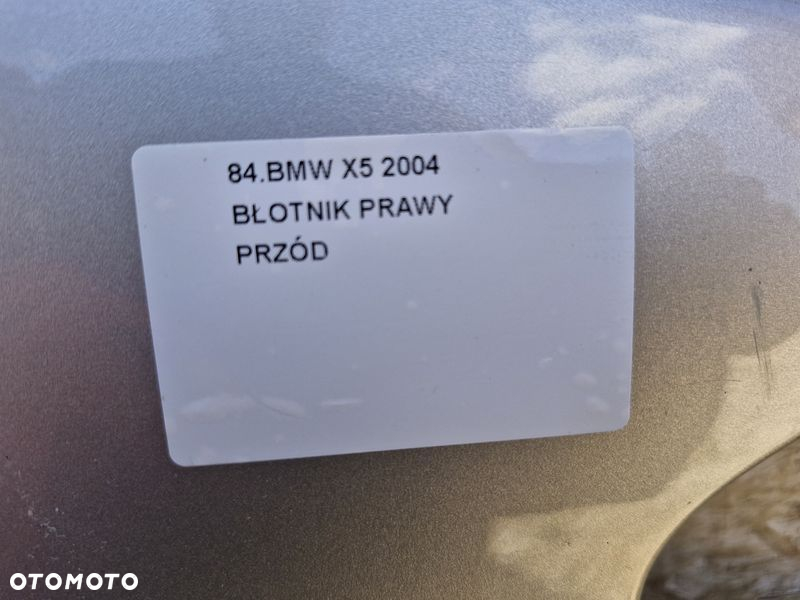 84.BMW X5 2004
BŁOTNIK PRAWY
PRZÓD
OTOMOTO